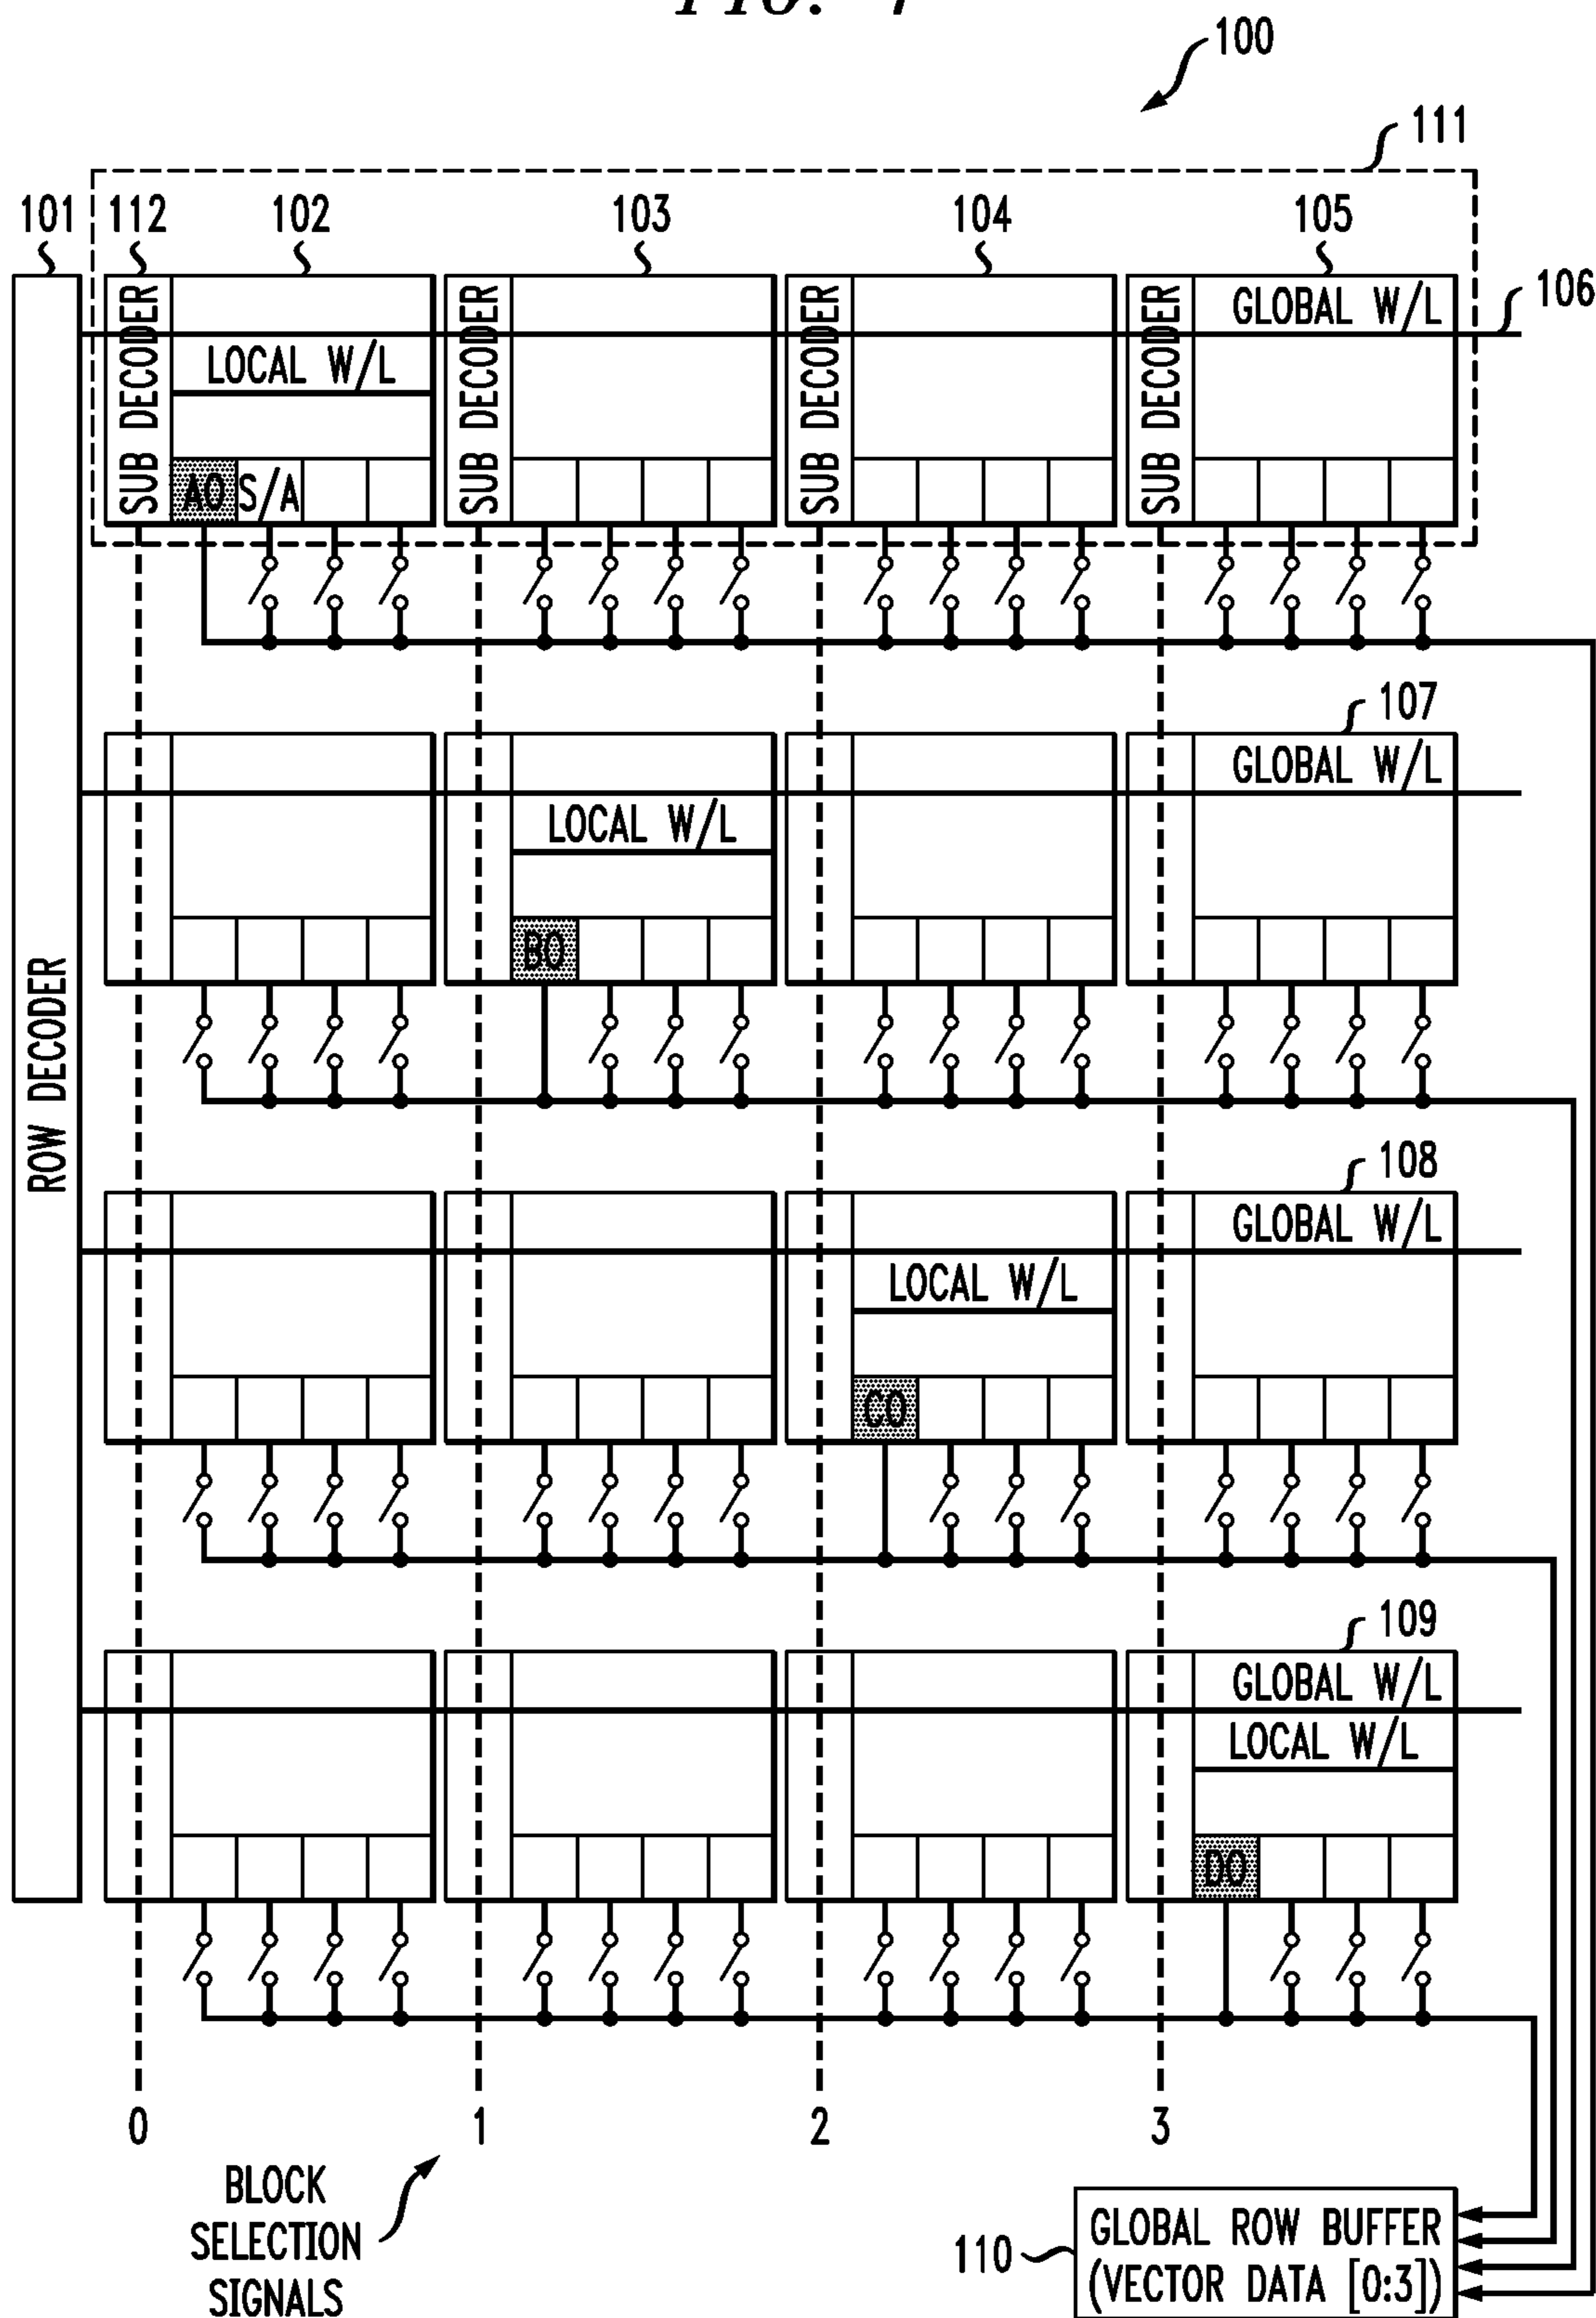 100
111
101
112
102
103
104
105
106
SUB DECODER
SUB DECODER
SUB DECODER
SUB DECODER
GLOBAL W/L
LOCAL W/L
A0
S/A
107
GLOBAL W/L
LOCAL W/L
B0
ROW DECODER
108
GLOBAL W/L
LOCAL W/L
C0
109
GLOBAL W/L
LOCAL W/L
D0
0
1
2
3
BLOCK
SELECTION
SIGNALS
110
GLOBAL ROW BUFFER
(VECTOR DATA [0:3])